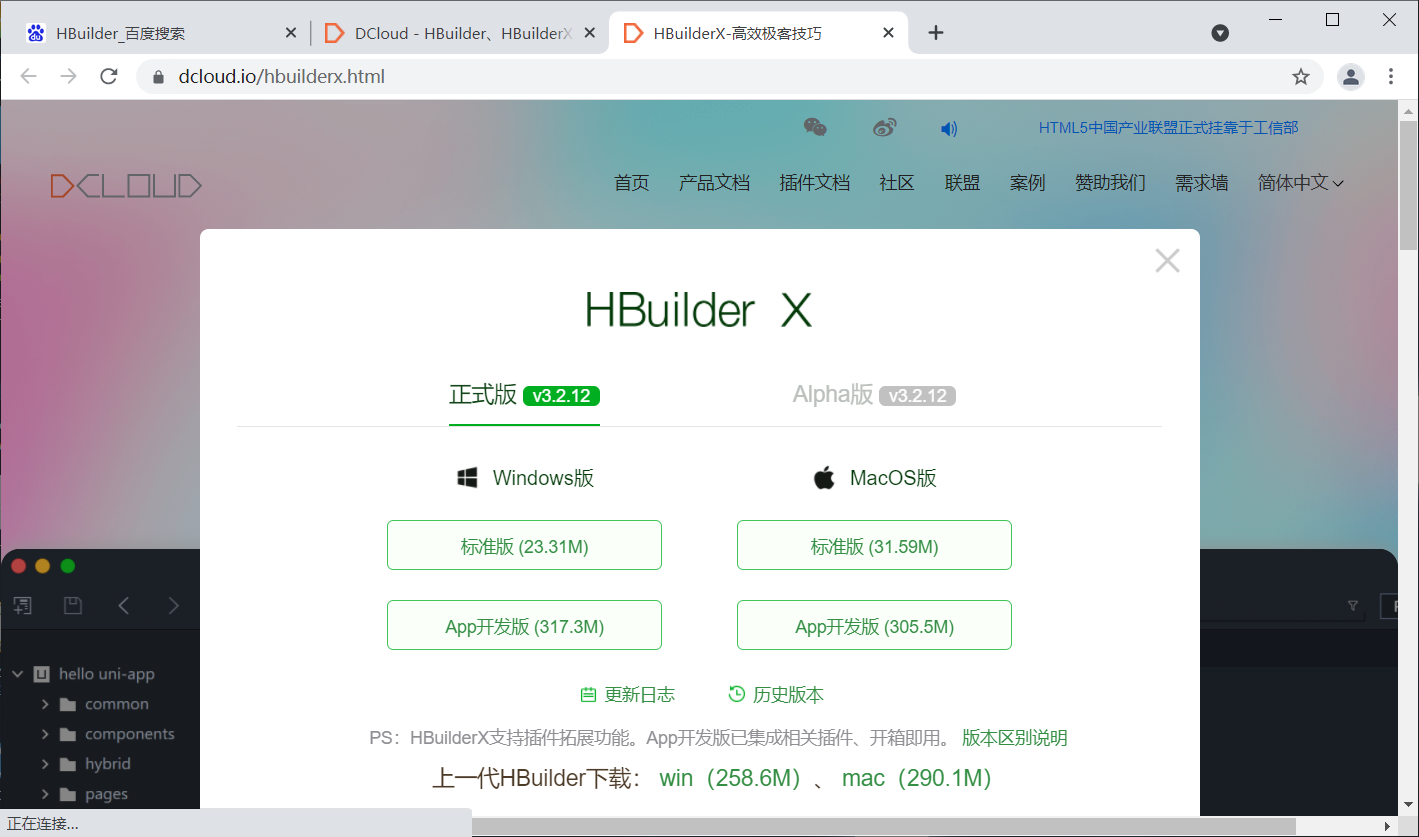 HBuilder_百度搜索
DCloud - HBuilder、HBuilderX
HBuilderX-高效极客技巧
dcloud.io/hbuilderx.html
HTML5中国产业联盟正式挂靠于工信部
DCLOUD
首页 产品文档 插件文档 社区 联盟 案例 赞助我们 需求墙 简体中文
HBuilder X
正式版 v3.2.12
Alpha版 v3.2.12
Windows版
MacOS版
标准版 (23.31M)
标准版 (31.59M)
App开发版 (317.3M)
App开发版 (305.5M)
更新日志
历史版本
PS：HBuilderX支持插件拓展功能。App开发版已集成相关插件、开箱即用。 版本区别说明
上一代HBuilder下载： win（258.6M）、 mac（290.1M）
hello uni-app
common
components
hybrid
pages
正在连接...